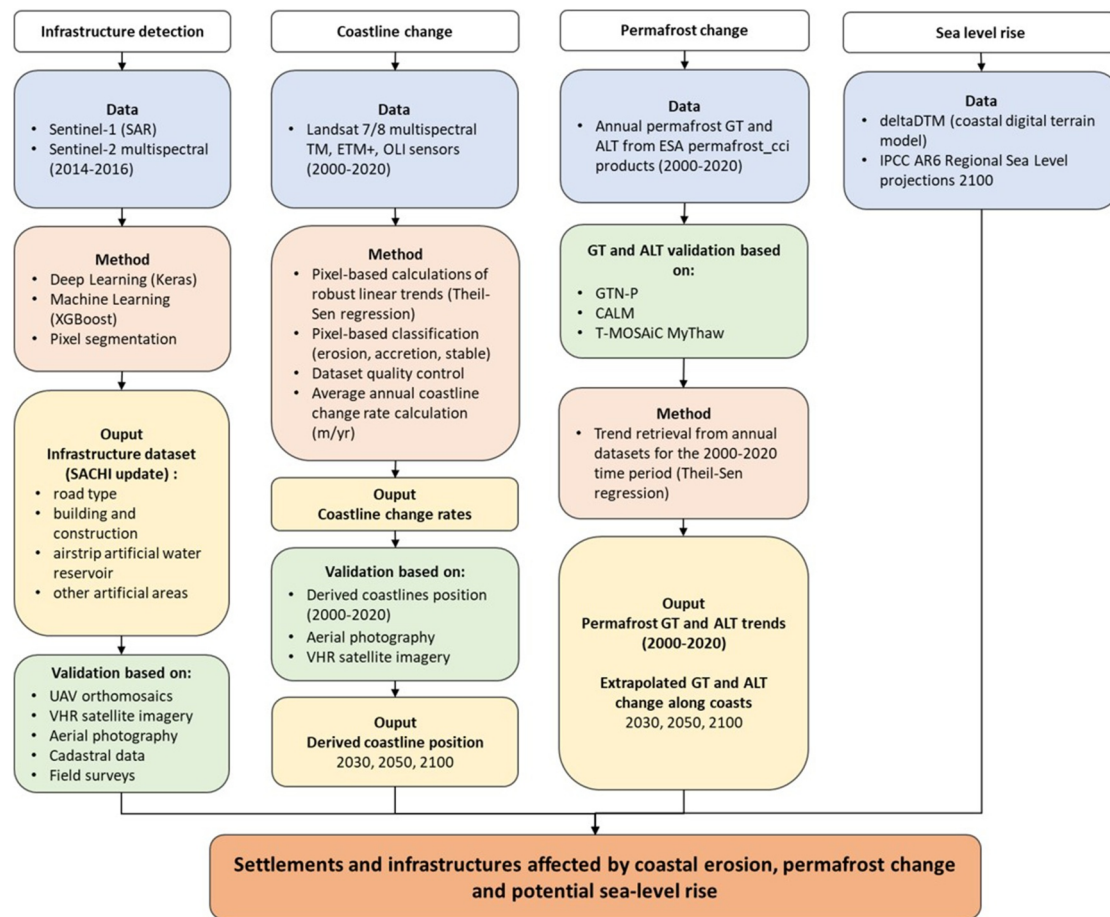 Infrastructure detection
Data
• Sentinel-1 (SAR)
• Sentinel-2 multispectral
(2014-2016)
Method
• Deep Learning (Keras)
• Machine Learning
(XGBoost)
• Pixel segmentation
Ouput
Infrastructure dataset
(SACHI update) :
• road type
• building and
construction
• airstrip artificial water
reservoir
• other artificial areas
Validation based on:
• UAV orthomosaics
• VHR satellite imagery
• Aerial photography
• Cadastral data
• Field surveys
Coastline change
Data
• Landsat 7/8 multispectral
TM, ETM+, OLI sensors
(2000-2020)
Method
• Pixel-based calculations of
robust linear trends (Theil-
Sen regression)
• Pixel-based classification
(erosion, accretion, stable)
• Dataset quality control
• Average annual coastline
change rate calculation
(m/yr)
Ouput
Coastline change rates
Validation based on:
• Derived coastlines position
(2000-2020)
• Aerial photography
• VHR satellite imagery
Ouput
Derived coastline position
2030, 2050, 2100
Permafrost change
Data
• Annual permafrost GT and
ALT from ESA permafrost_cci
products (2000-2020)
GT and ALT validation based
on:
• GTN-P
• CALM
• T-MOSAiC MyThaw
Method
• Trend retrieval from annual
datasets for the 2000-2020
time period (Theil-Sen
regression)
Ouput
Permafrost GT and ALT trends
(2000-2020)
Extrapolated GT and ALT
change along coasts
2030, 2050, 2100
Sea level rise
Data
• deltaDTM (coastal digital terrain
model)
• IPCC AR6 Regional Sea Level
projections 2100
Settlements and infrastructures affected by coastal erosion, permafrost change
and potential sea-level rise